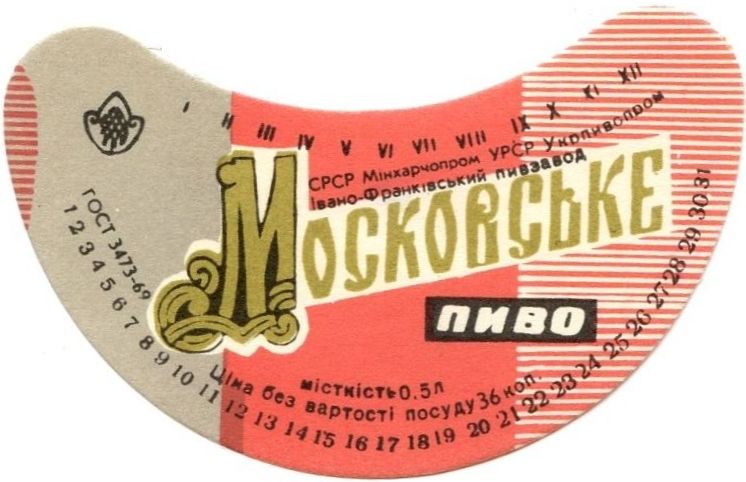 I II III IV V VI VII VIII IX X XI XII
СРСР Мінхарчопром УРСР Укрпивопром
Івано-Франківський пивзавод
Московське
пиво
місткість 0.5 л
Ціна без вартості посуду 36 коп.
ГОСТ 3473-69
1 2 3 4 5 6 7 8 9 10 11 12 13 14 15 16 17 18 19 20 21 22 23 24 25 26 27 28 29 30 31